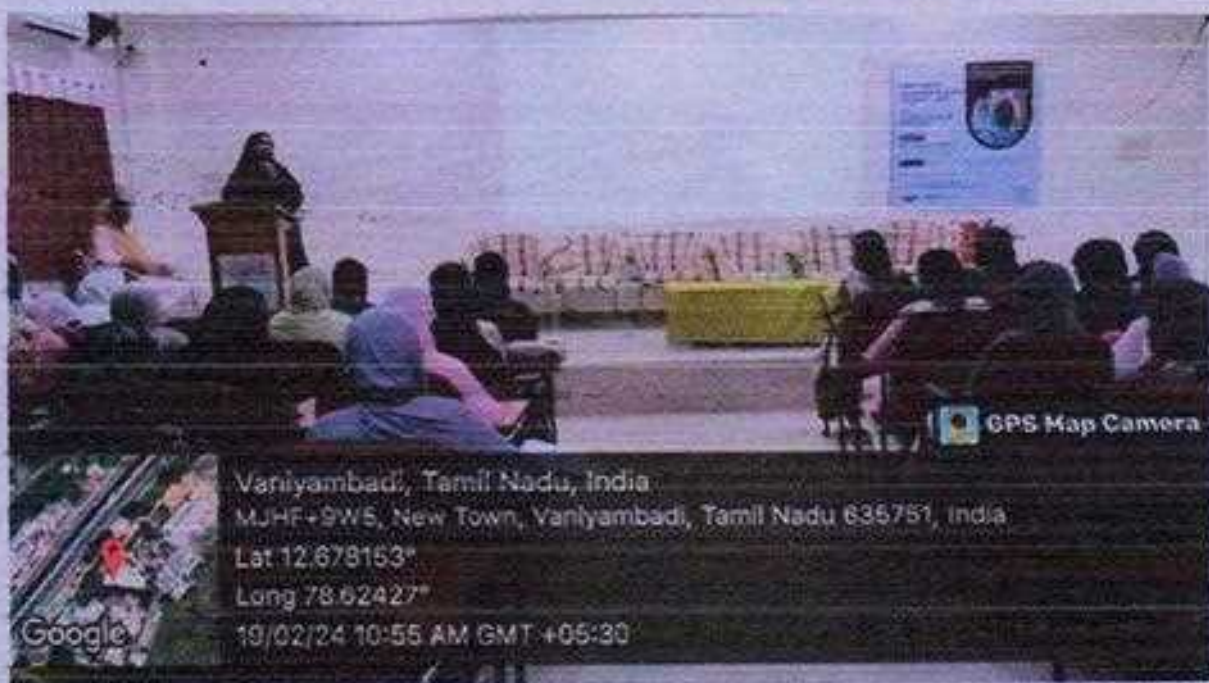 GPS Map Camera
Vaniyambadi, Tamil Nadu, India
MJHF+9W5, New Town, Vaniyambadi, Tamil Nadu 635751, India
Lat 12.678153°
Long 78.62427°
19/02/24 10:55 AM GMT +05:30
Google